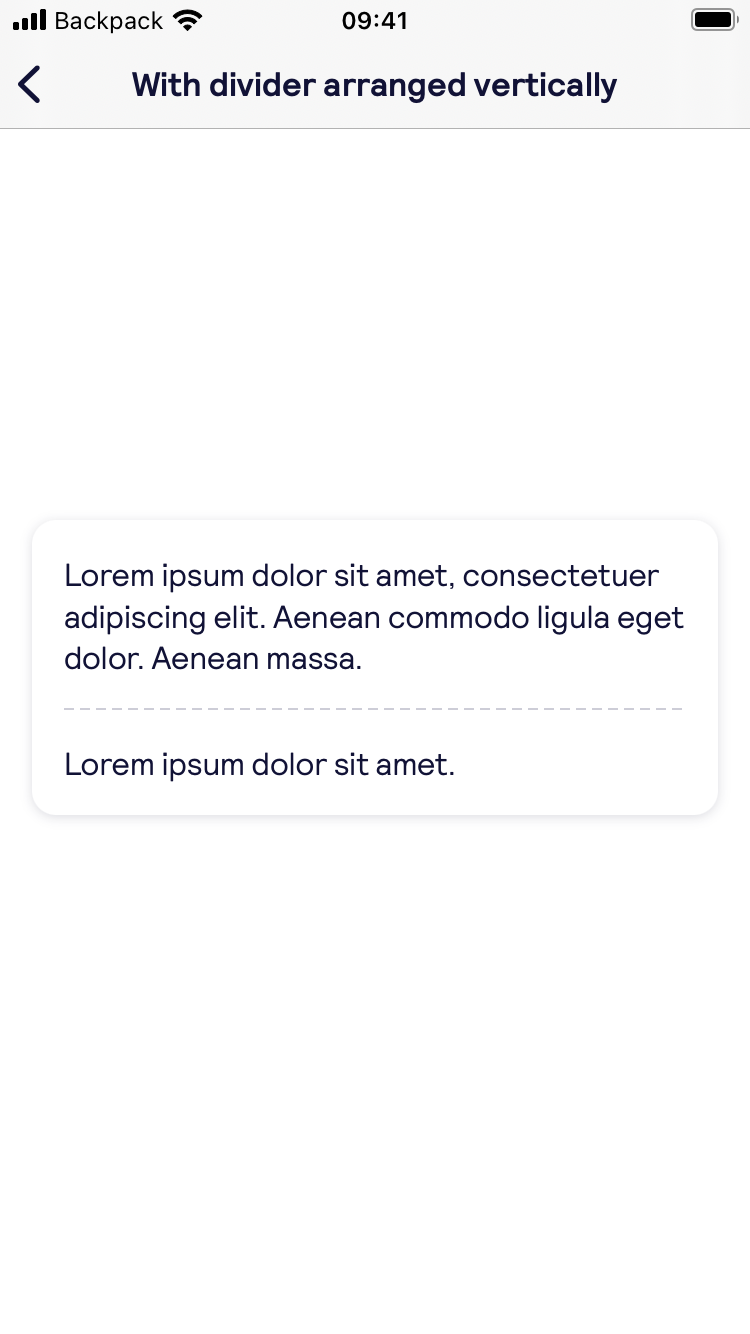 Backpack 09:41
With divider arranged vertically
Lorem ipsum dolor sit amet, consectetuer
adipiscing elit. Aenean commodo ligula eget
dolor. Aenean massa.
Lorem ipsum dolor sit amet.